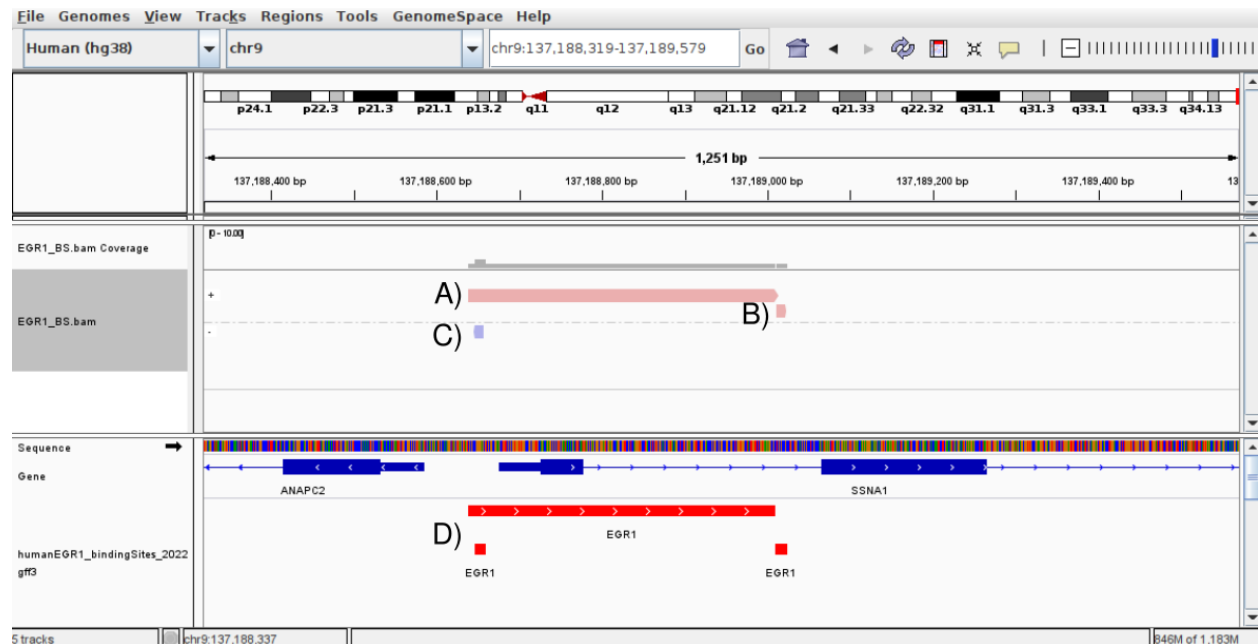 File Genomes View Tracks Regions Tools GenomeSpace Help
Human (hg38) chr9 chr9:137,188,319-137,189,579 Go
p24.1 p22.3 p21.3 p21.1 p13.2 q11 q12 q13 q21.12 q21.2 q21.33 q22.32 q31.1 q31.3 q33.1 q33.3 q34.13
1,251 bp
137,188,400 bp 137,188,600 bp 137,188,800 bp 137,189,000 bp 137,189,200 bp 137,189,400 bp 13
EGR1_BS.bam Coverage
[0 - 10.00]
A)
+
B)
EGR1_BS.bam
C)
-
Sequence
Gene
ANAPC2 SSNA1
D)
EGR1
humanEGR1_bindingSites_2022
gff3
EGR1 EGR1
5 tracks chr9:137,188,337 846M of 1,183M